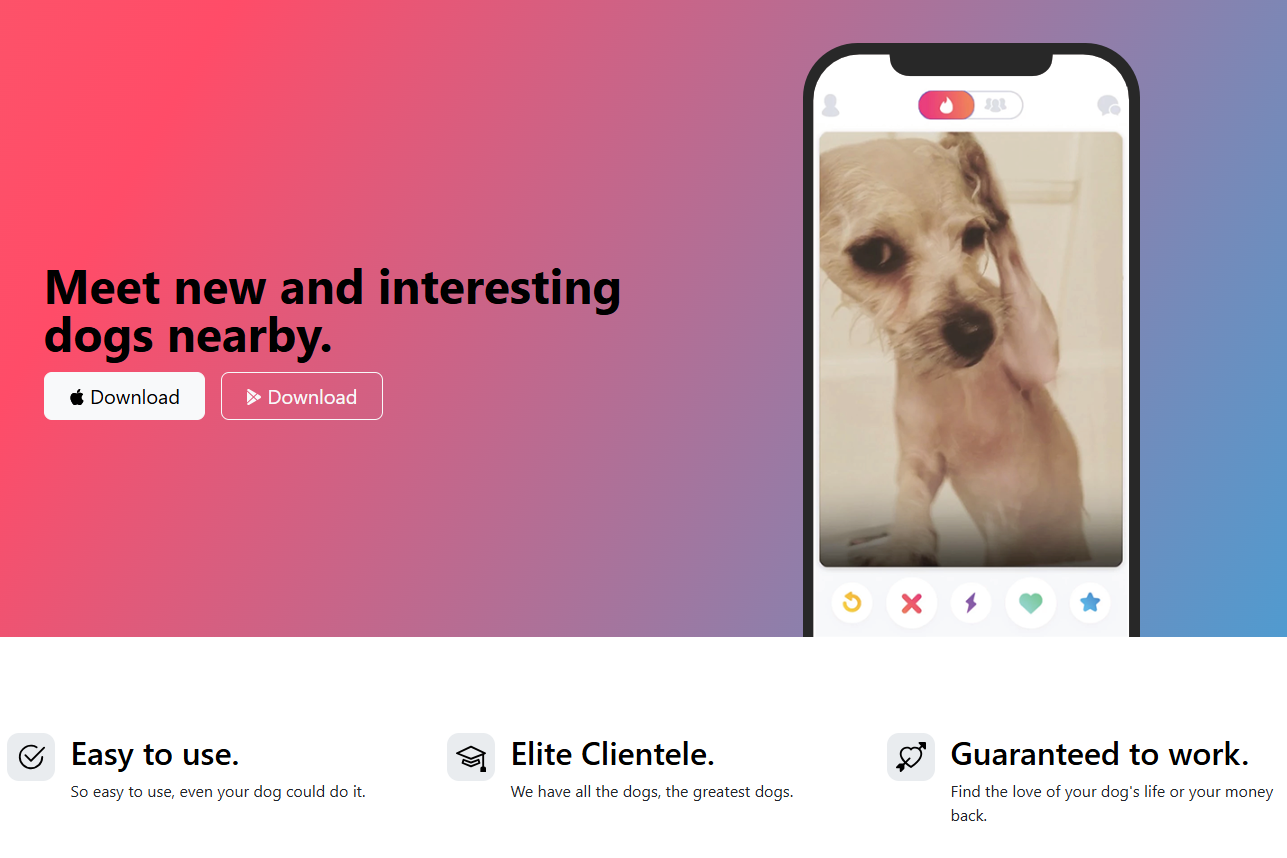 Meet new and interesting
dogs nearby.
Download
Download
Easy to use.
So easy to use, even your dog could do it.
Elite Clientele.
We have all the dogs, the greatest dogs.
Guaranteed to work.
Find the love of your dog's life or your money
back.